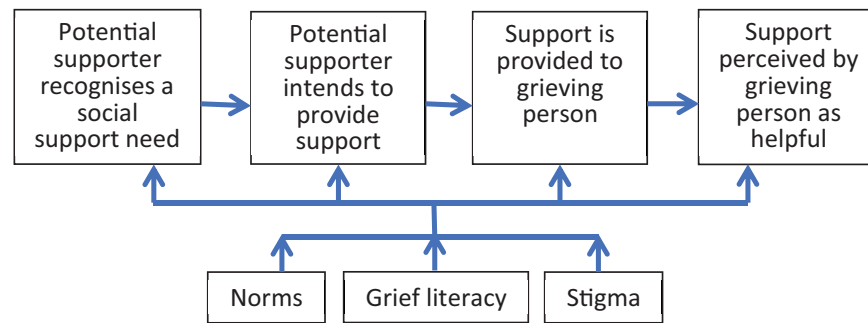 Potential
supporter
recognises a
social
support need
Potential
supporter
intends to
provide
support
Support is
provided to
grieving
person
Support
perceived by
grieving
person as
helpful
Norms
Grief literacy
Stigma